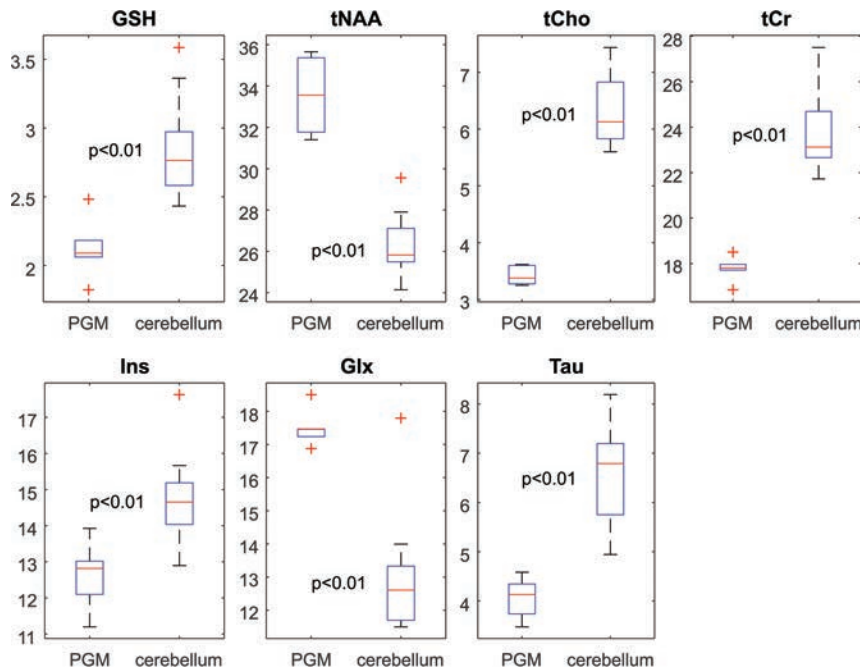 GSH tNAA tCho tCr
3.5
3
2.5
2
p<0.01
PGM cerebellum
36
34
32
30
28
26
24
p<0.01
PGM cerebellum
7
6
5
4
3
p<0.01
PGM cerebellum
28
26
24
22
20
18
p<0.01
PGM cerebellum
Ins Glx Tau
17
16
15
14
13
12
11
p<0.01
PGM cerebellum
18
17
16
15
14
13
12
p<0.01
PGM cerebellum
8
7
6
5
4
p<0.01
PGM cerebellum